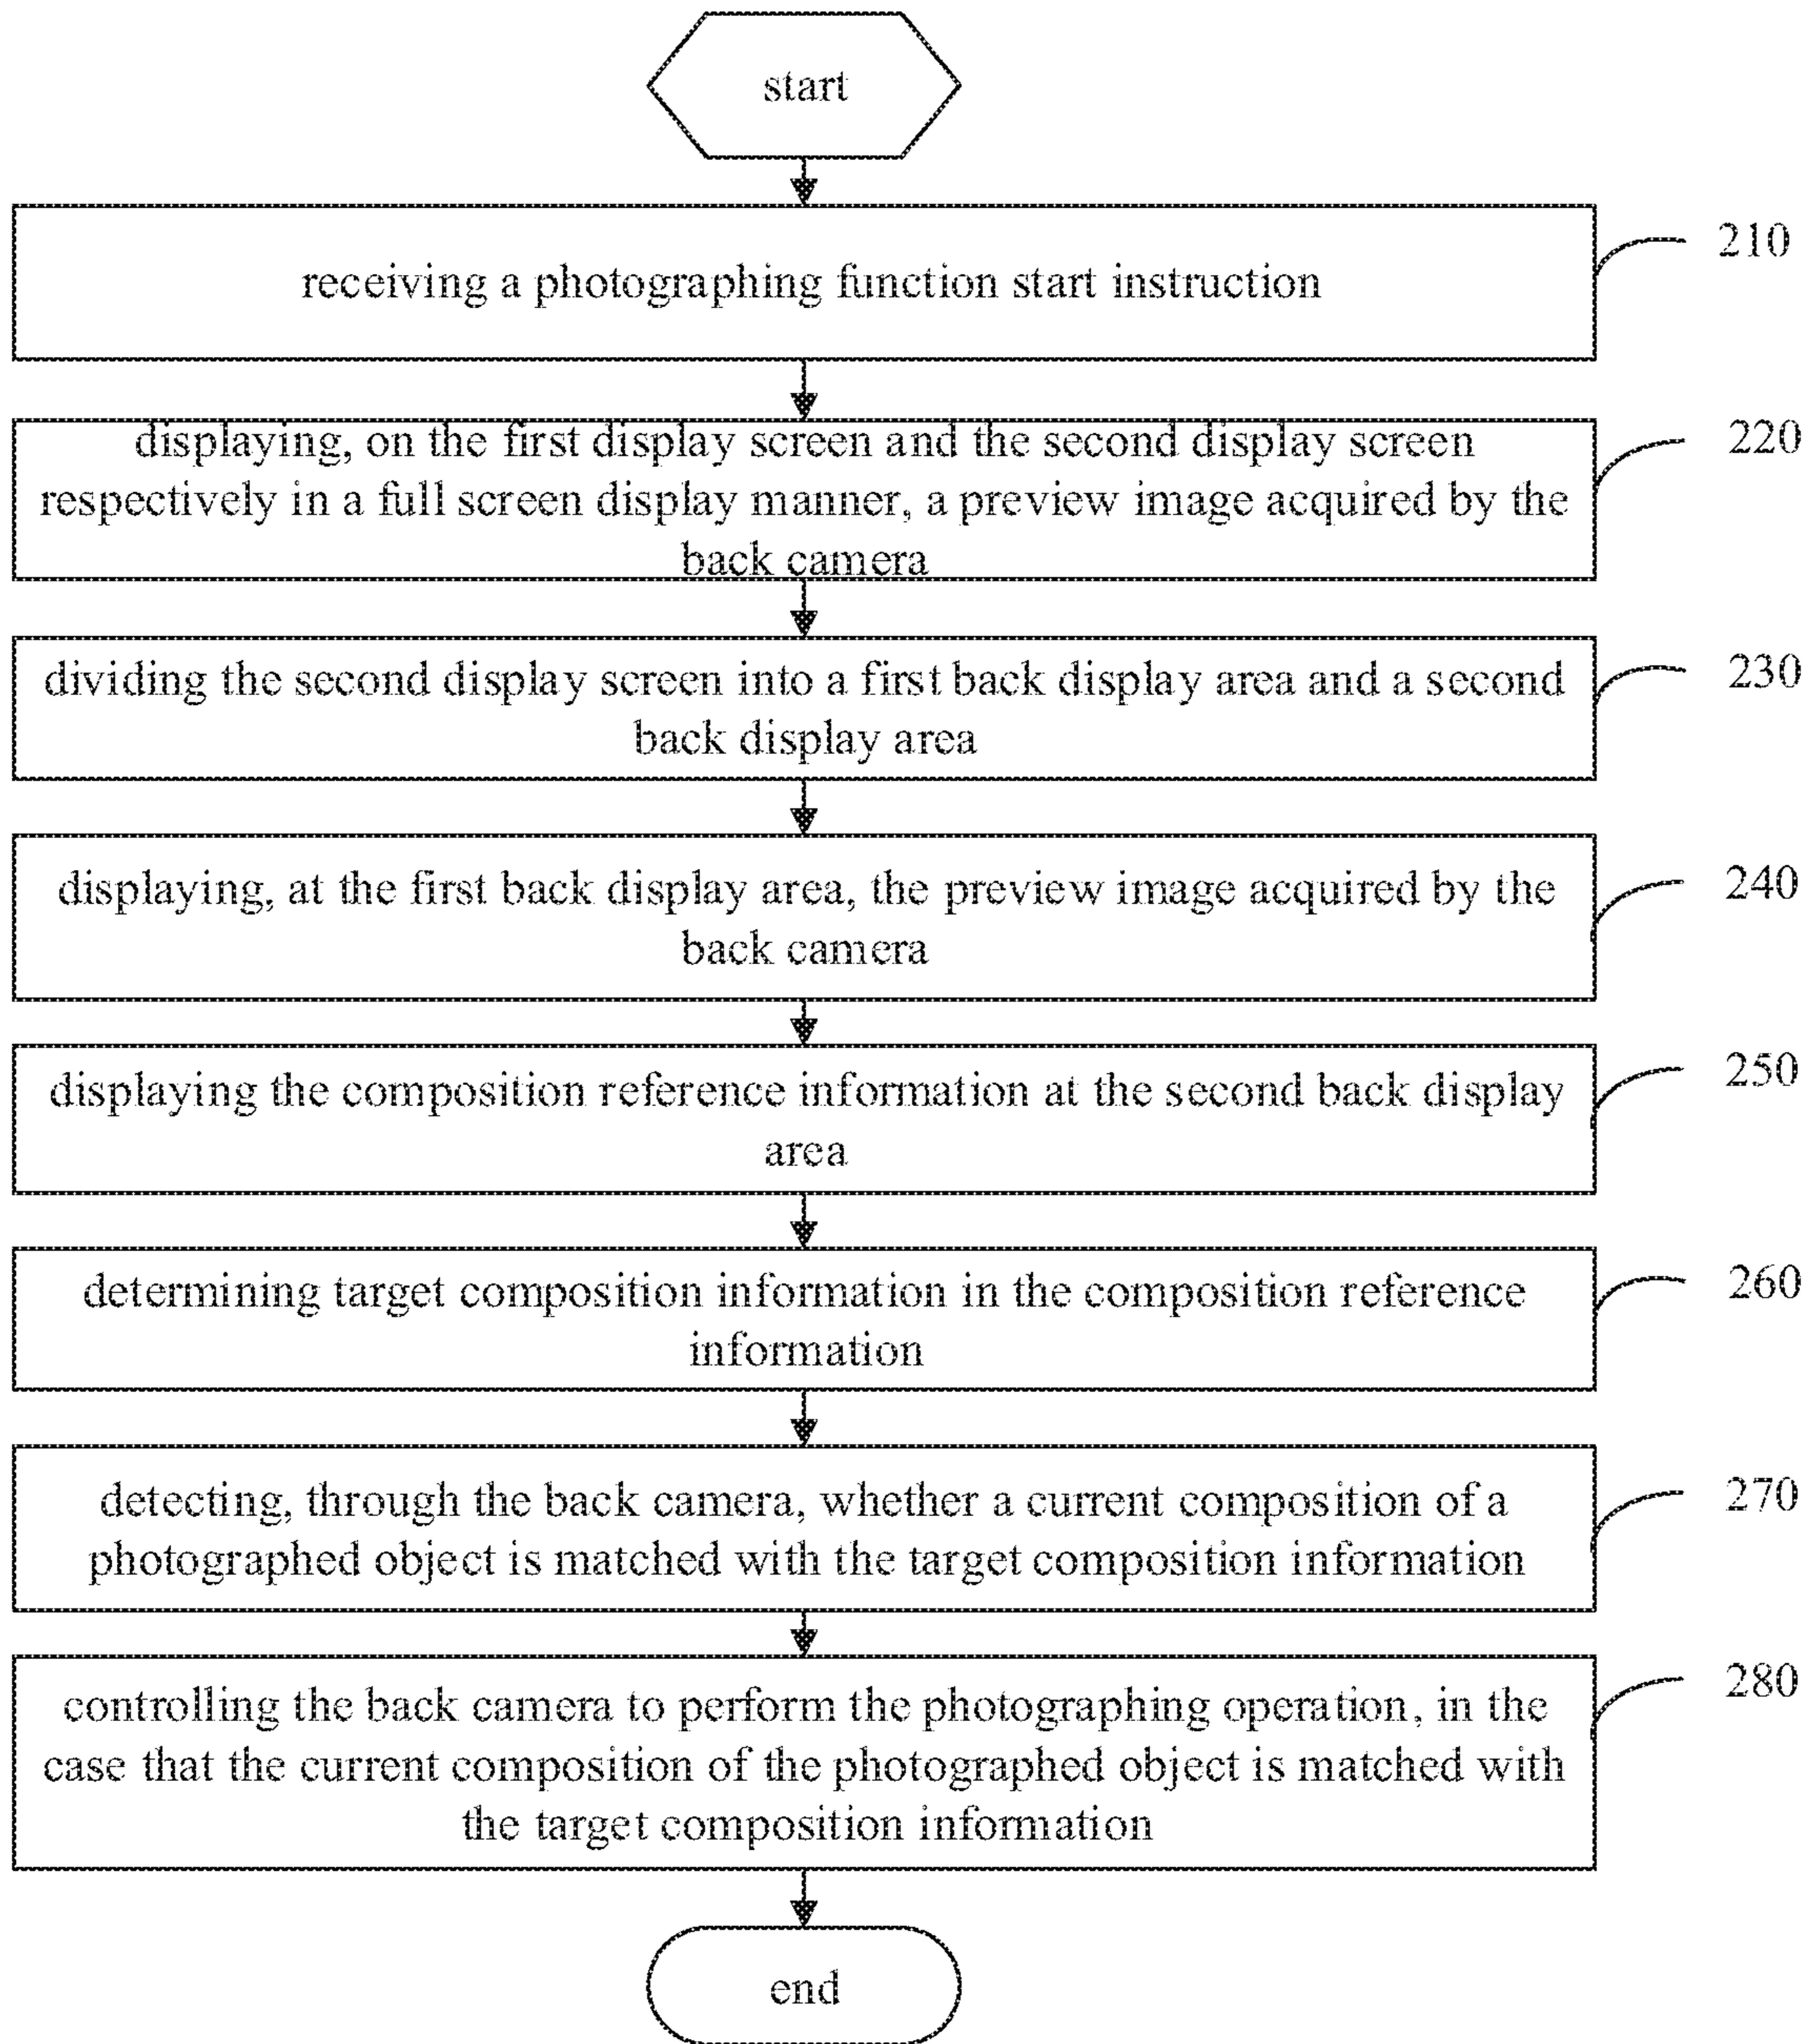 start
receiving a photographing function start instruction
210
displaying, on the first display screen and the second display screen
respectively in a full screen display manner, a preview image acquired by the
back camera
220
dividing the second display screen into a first back display area and a second
back display area
230
displaying, at the first back display area, the preview image acquired by the
back camera
240
displaying the composition reference information at the second back display
area
250
determining target composition information in the composition reference
information
260
detecting, through the back camera, whether a current composition of a
photographed object is matched with the target composition information
270
controlling the back camera to perform the photographing operation, in the
case that the current composition of the photographed object is matched with
the target composition information
280
end